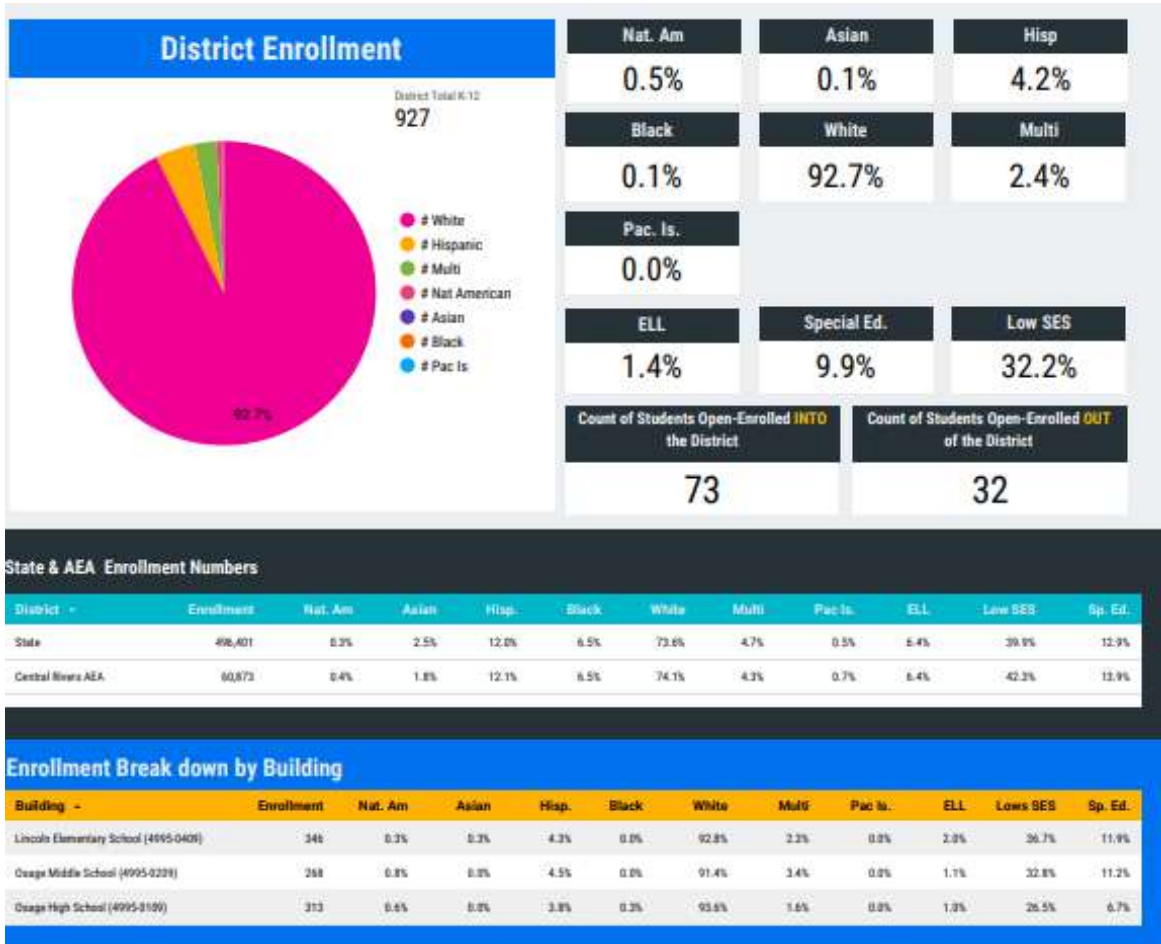 District Enrollment
District Total K-12
927
# White
# Hispanic
# Multi
# Nat American
# Asian
# Black
# Pac Is
92.7%
Nat. Am Asian Hisp
0.5% 0.1% 4.2%
Black White Multi
0.1% 92.7% 2.4%
Pac. Is.
0.0%
ELL Special Ed. Low SES
1.4% 9.9% 32.2%
Count of Students Open-Enrolled INTO
the District
Count of Students Open-Enrolled OUT
of the District
73 32
State & AEA Enrollment Numbers
District Enrollment Nat. Am Asian Hisp. Black White Multi Pac Is. ELL Low SES Sp. Ed.
State 496,401 0.3% 2.5% 12.0% 6.5% 73.6% 4.7% 0.5% 6.4% 39.9% 12.9%
Central Rivers AEA 60,873 0.4% 1.8% 12.1% 6.5% 74.1% 4.3% 0.7% 6.4% 42.3% 13.9%
Enrollment Break down by Building
Building Enrollment Nat. Am Asian Hisp. Black White Multi Pac Is. ELL Lows SES Sp. Ed.
Lincoln Elementary School (4995-0409) 346 0.3% 0.3% 4.3% 0.0% 92.8% 2.3% 0.0% 2.0% 36.7% 11.9%
Osage Middle School (4995-0209) 268 0.8% 0.0% 4.5% 0.0% 91.4% 3.4% 0.0% 1.1% 32.8% 11.2%
Osage High School (4995-0109) 313 0.6% 0.0% 3.8% 0.3% 93.6% 1.6% 0.0% 1.0% 26.5% 6.7%